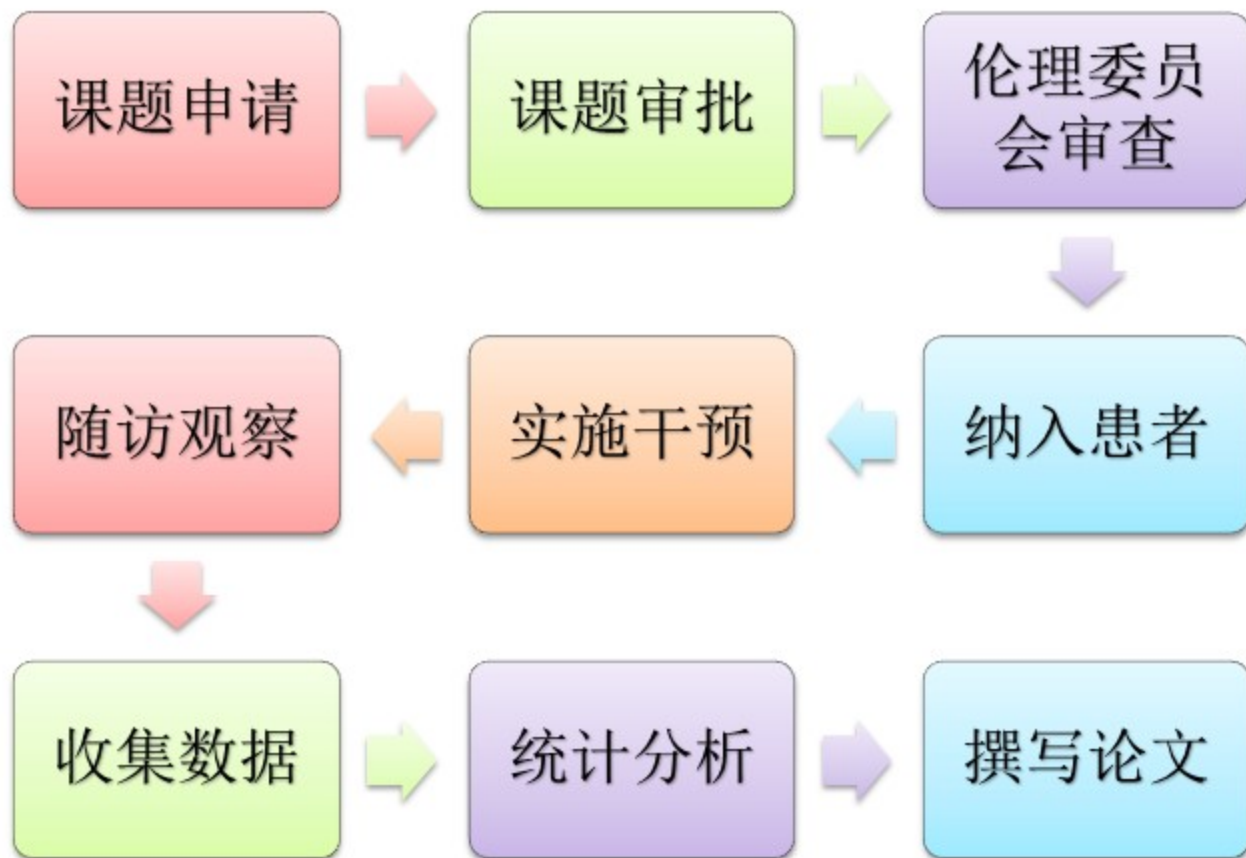 课题申请
课题审批
伦理委员
会审查
纳入患者
实施干预
随访观察
收集数据
统计分析
撰写论文